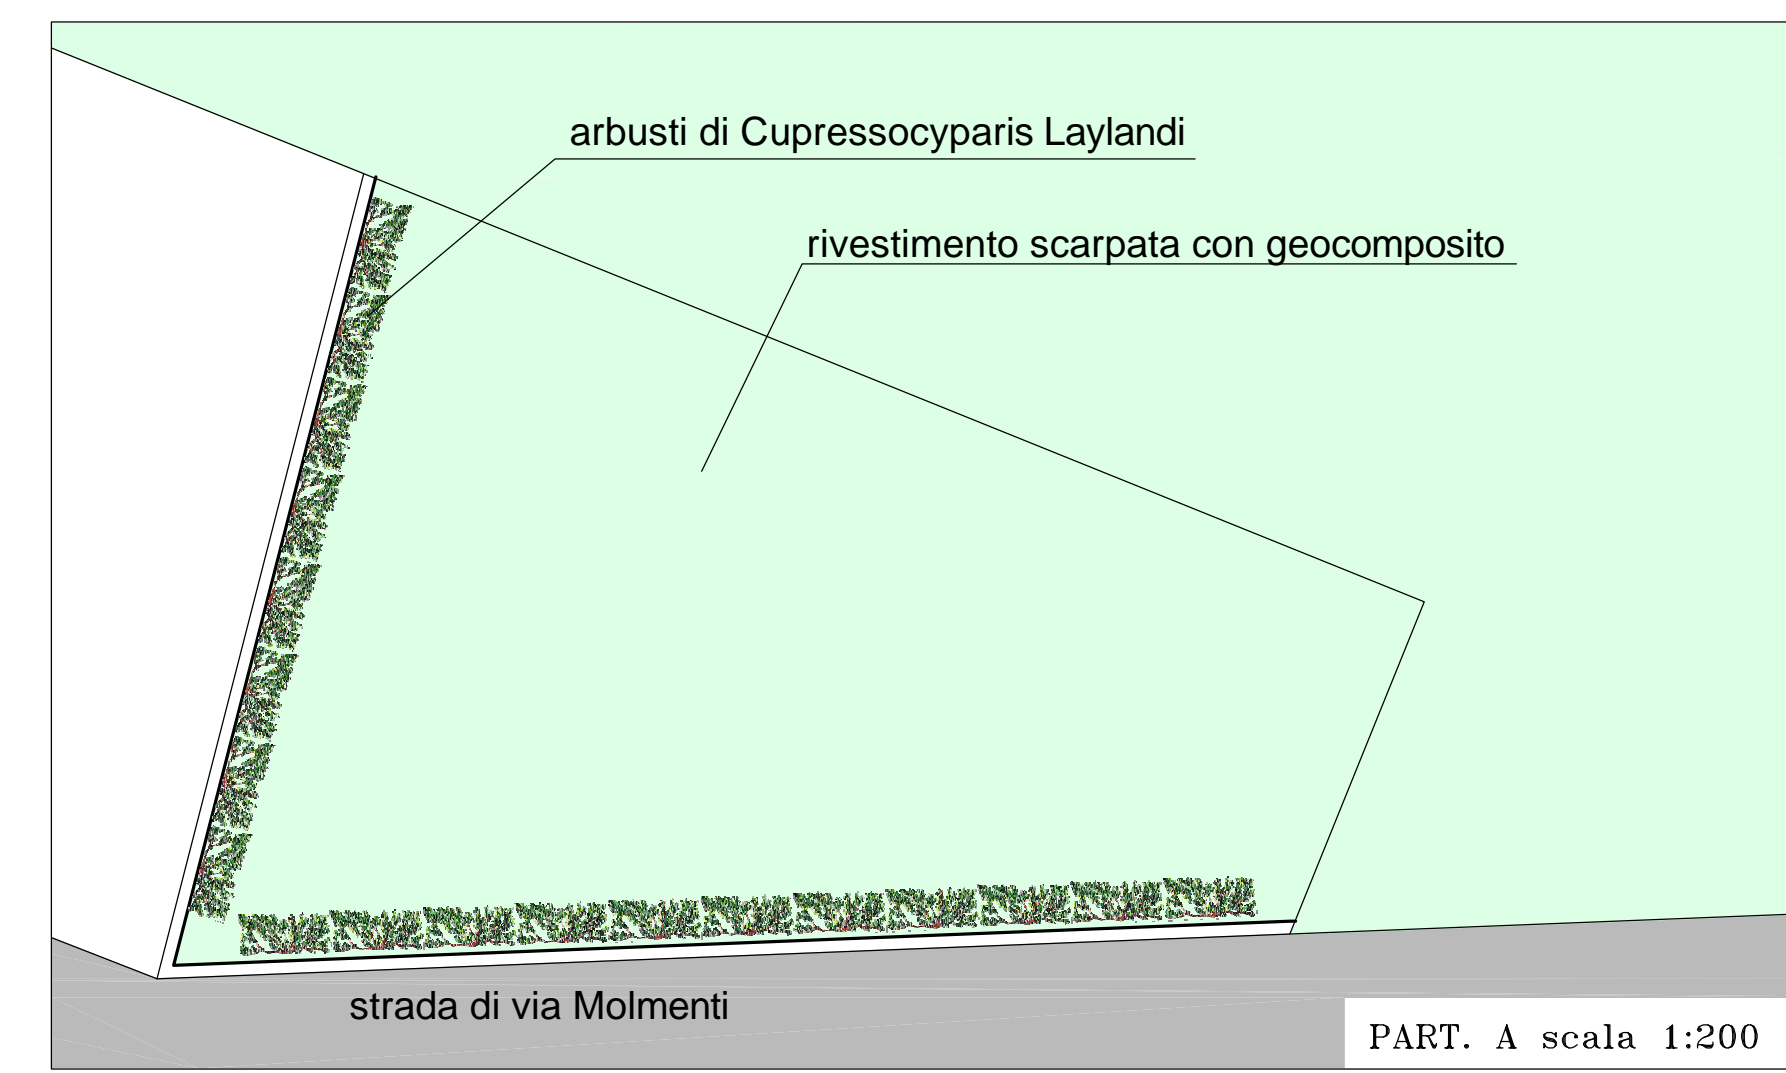 arbusti di Cupressocyparis Laylandi
rivestimento scarpata con geocomposito
strada di via Molmenti
PART. A scala 1:200